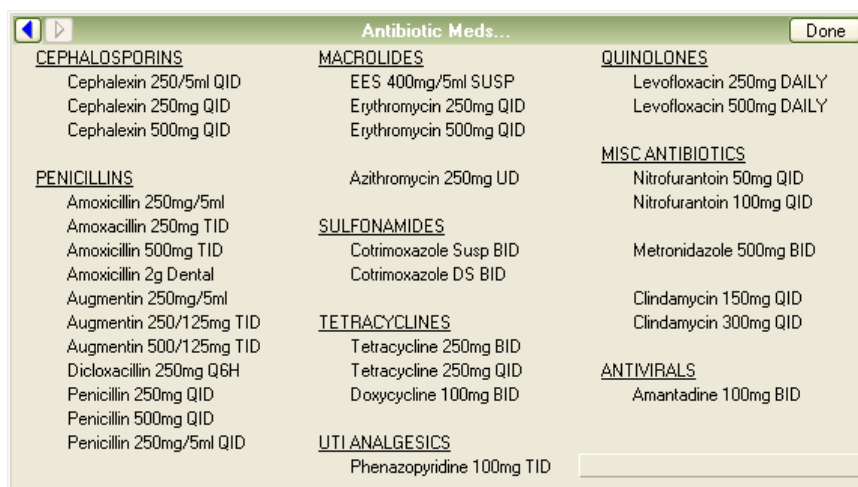 Antibiotic Meds...
Done
CEPHALOSPORINS
Cephalexin 250/5ml QID
Cephalexin 250mg QID
Cephalexin 500mg QID
PENICILLINS
Amoxicillin 250mg/5ml
Amoxacillin 250mg TID
Amoxicillin 500mg TID
Amoxicillin 2g Dental
Augmentin 250mg/5ml
Augmentin 250/125mg TID
Augmentin 500/125mg TID
Dicloxacillin 250mg Q6H
Penicillin 250mg QID
Penicillin 500mg QID
Penicillin 250mg/5ml QID
MACROLIDES
EES 400mg/5ml SUSP
Erythromycin 250mg QID
Erythromycin 500mg QID
Azithromycin 250mg UD
SULFONAMIDES
Cotrimoxazole Susp BID
Cotrimoxazole DS BID
TETRACYCLINES
Tetracycline 250mg BID
Tetracycline 250mg QID
Doxycycline 100mg BID
UTI ANALGESICS
Phenazopyridine 100mg TID
QUINOLONES
Levofloxacin 250mg DAILY
Levofloxacin 500mg DAILY
MISC ANTIBIOTICS
Nitrofurantoin 50mg QID
Nitrofurantoin 100mg QID
Metronidazole 500mg BID
Clindamycin 150mg QID
Clindamycin 300mg QID
ANTIVIRALS
Amantadine 100mg BID